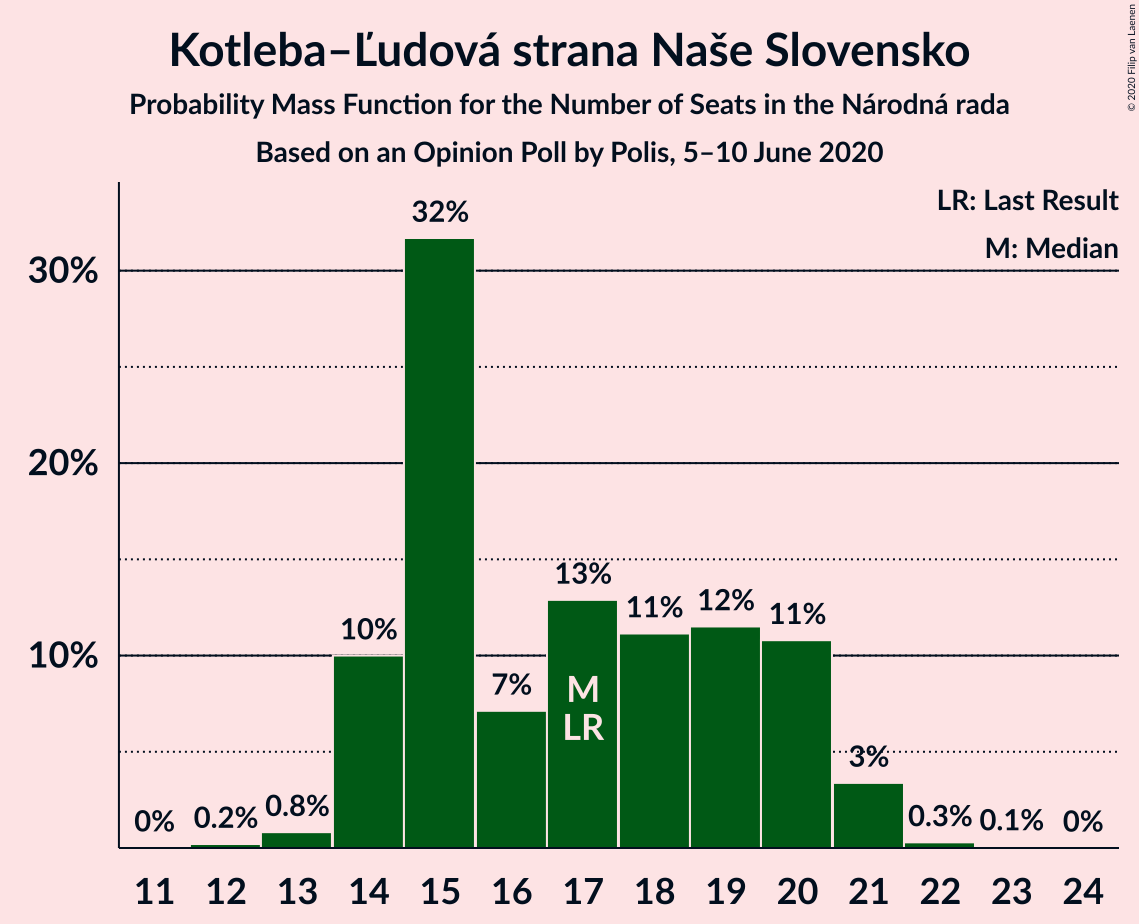 Kotleba–Ľudová strana Naše Slovensko
Probability Mass Function for the Number of Seats in the Národná rada
Based on an Opinion Poll by Polis, 5–10 June 2020
© 2020 Filip van Laenen
LR: Last Result
M: Median
30%
20%
10%
0%
0.2%
0.8%
10%
32%
7%
13%
11%
12%
11%
3%
0.3%
0.1%
0%
M
LR
11 12 13 14 15 16 17 18 19 20 21 22 23 24